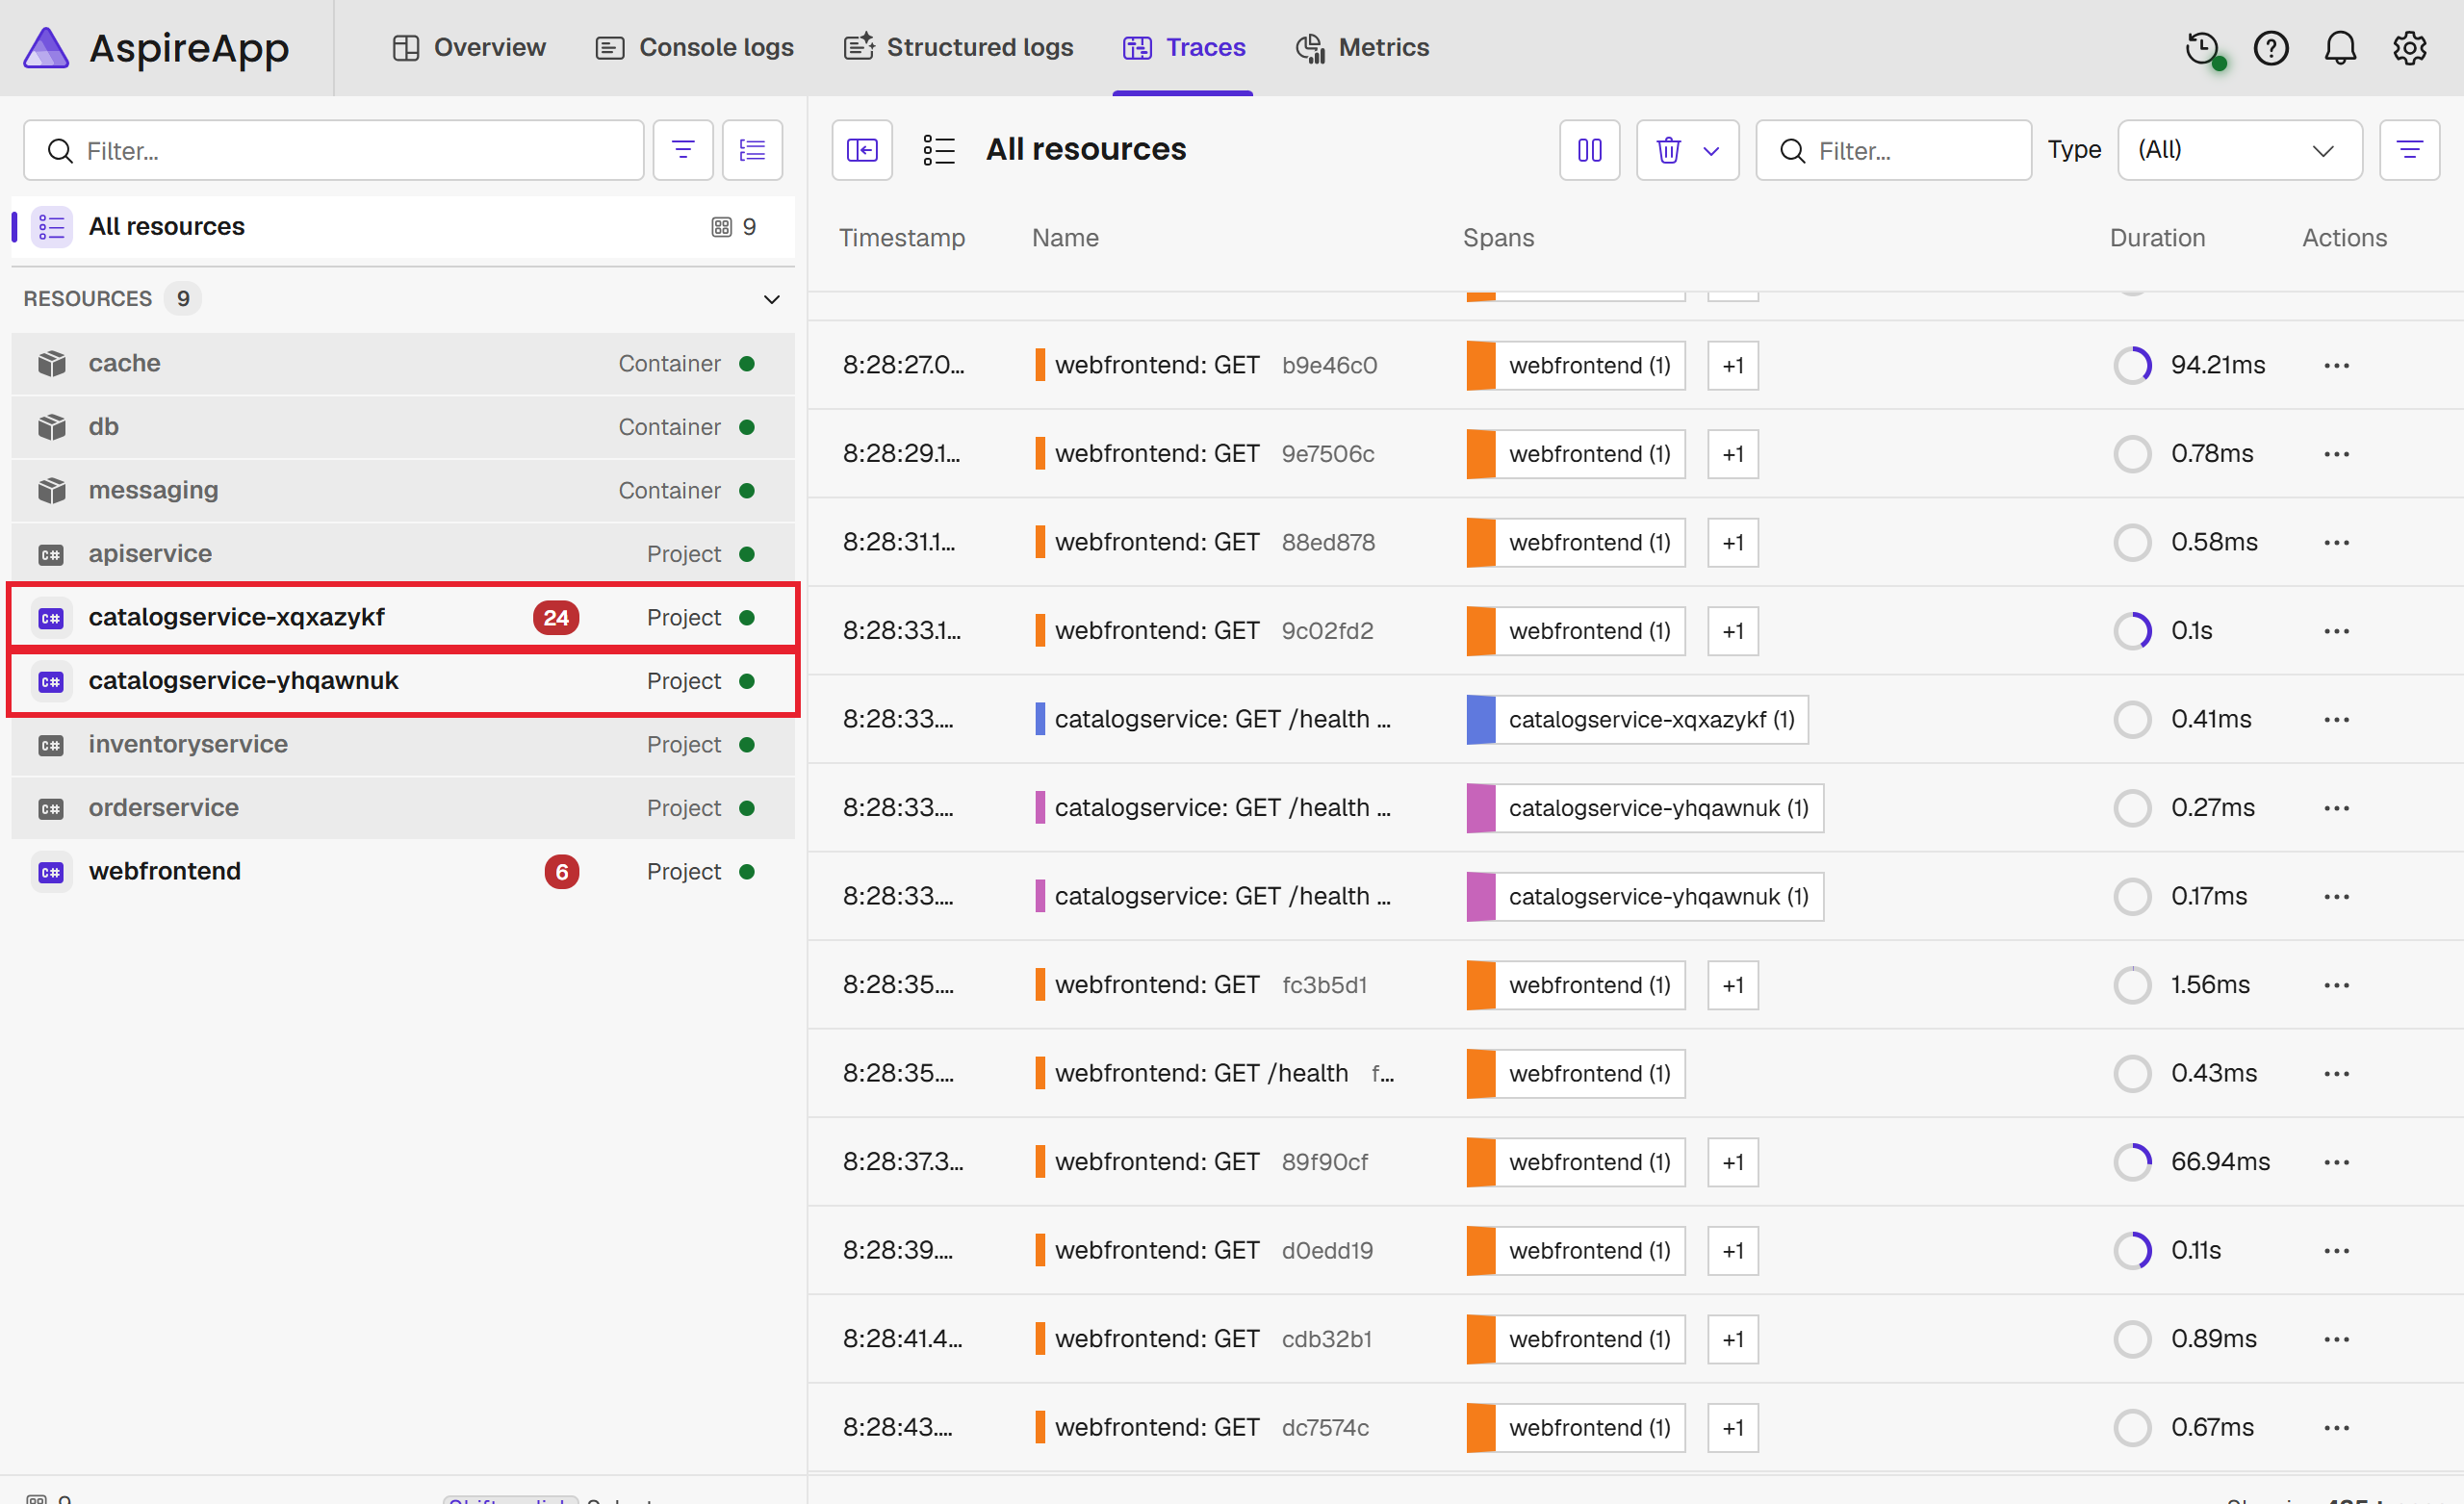 AspireApp
Overview
Console logs
Structured logs
Traces
Metrics
Filter...
All resources
9
RESOURCES 9
cache Container
db Container
messaging Container
apiservice Project
catalogservice-xqxazykf 24 Project
catalogservice-yhqawnuk Project
inventoryservice Project
orderservice Project
webfrontend 6 Project
All resources
Filter...
Type
(All)
Timestamp Name Spans Duration Actions
8:28:27.0... webfrontend: GET b9e46c0 webfrontend (1) +1 94.21ms
8:28:29.1... webfrontend: GET 9e7506c webfrontend (1) +1 0.78ms
8:28:31.1... webfrontend: GET 88ed878 webfrontend (1) +1 0.58ms
8:28:33.1... webfrontend: GET 9c02fd2 webfrontend (1) +1 0.1s
8:28:33.... catalogservice: GET /health ... catalogservice-xqxazykf (1) 0.41ms
8:28:33.... catalogservice: GET /health ... catalogservice-yhqawnuk (1) 0.27ms
8:28:33.... catalogservice: GET /health ... catalogservice-yhqawnuk (1) 0.17ms
8:28:35.... webfrontend: GET fc3b5d1 webfrontend (1) +1 1.56ms
8:28:35.... webfrontend: GET /health f... webfrontend (1) 0.43ms
8:28:37.3... webfrontend: GET 89f90cf webfrontend (1) +1 66.94ms
8:28:39.... webfrontend: GET d0edd19 webfrontend (1) +1 0.11s
8:28:41.4... webfrontend: GET cdb32b1 webfrontend (1) +1 0.89ms
8:28:43.... webfrontend: GET dc7574c webfrontend (1) +1 0.67ms